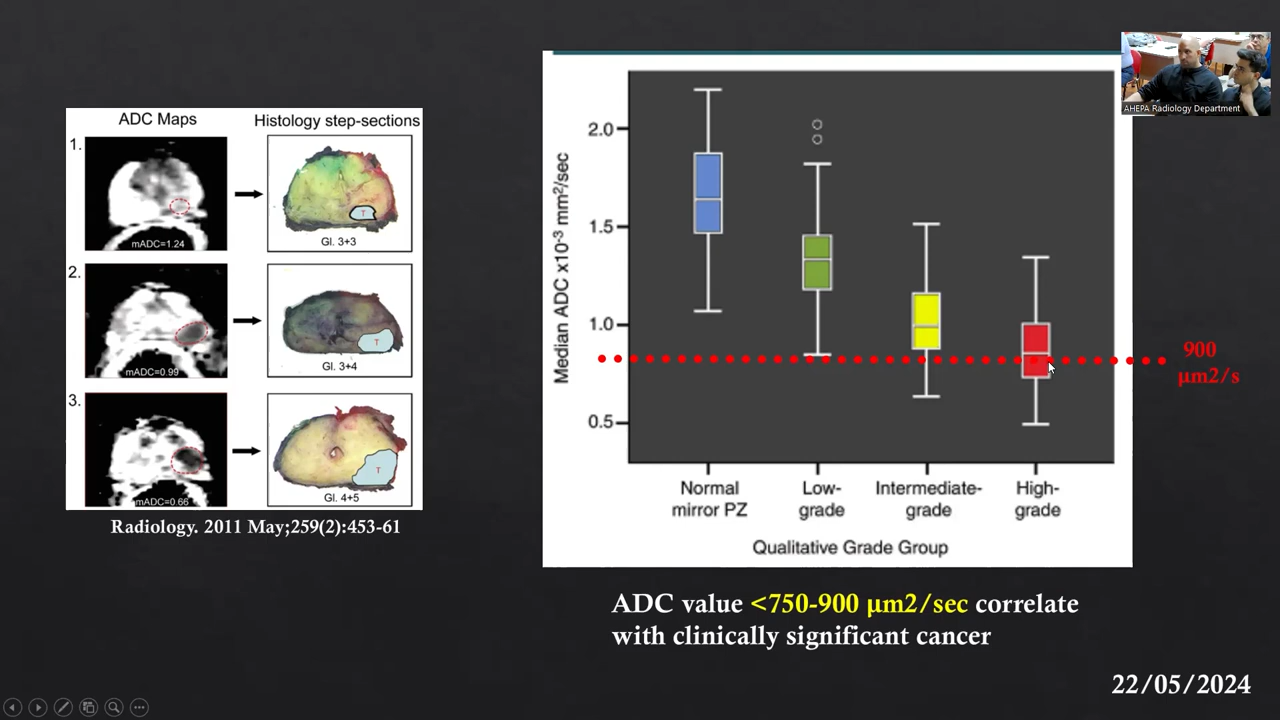 ADC Maps
Histology step-sections
1.
mADC=1.24
T
Gl. 3+3
2.
mADC=0.99
T
Gl. 3+4
3.
mADC=0.66
T
Gl. 4+5
Radiology. 2011 May;259(2):453-61
Median ADC x10⁻³ mm²/sec
2.0
1.5
1.0
0.5
Normal
mirror PZ
Low-
grade
Intermediate-
grade
High-
grade
Qualitative Grade Group
900
µm2/s
ADC value <750-900 µm2/sec correlate
with clinically significant cancer
22/05/2024
AHEPA Radiology Department